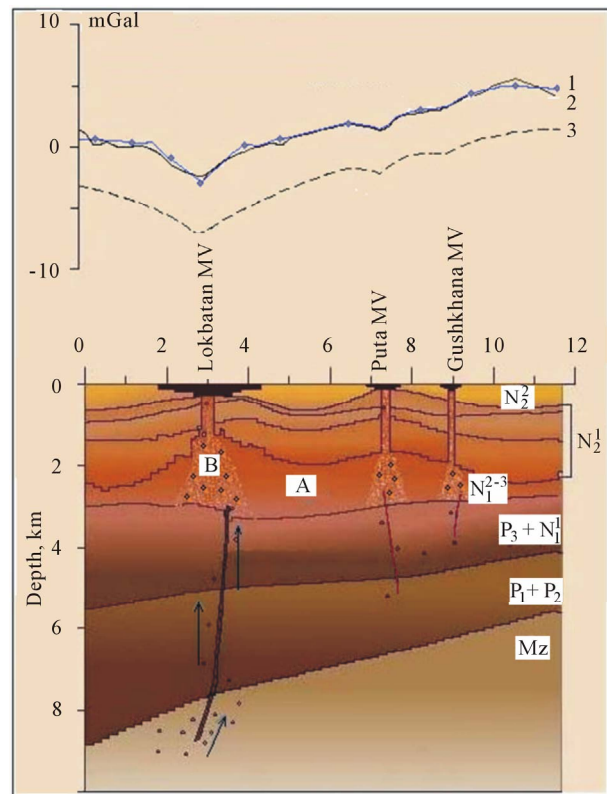 10
mGal
1
2
0
3
-10
Lokbatan MV
Puta MV
Gushkhana MV
0 2 4 6 8 10 12
0
N₂²
N₂¹
B
2
A
N₁²⁻³
P₃ + N₁¹
4
P₁ + P₂
6
Mz
8
Depth, km